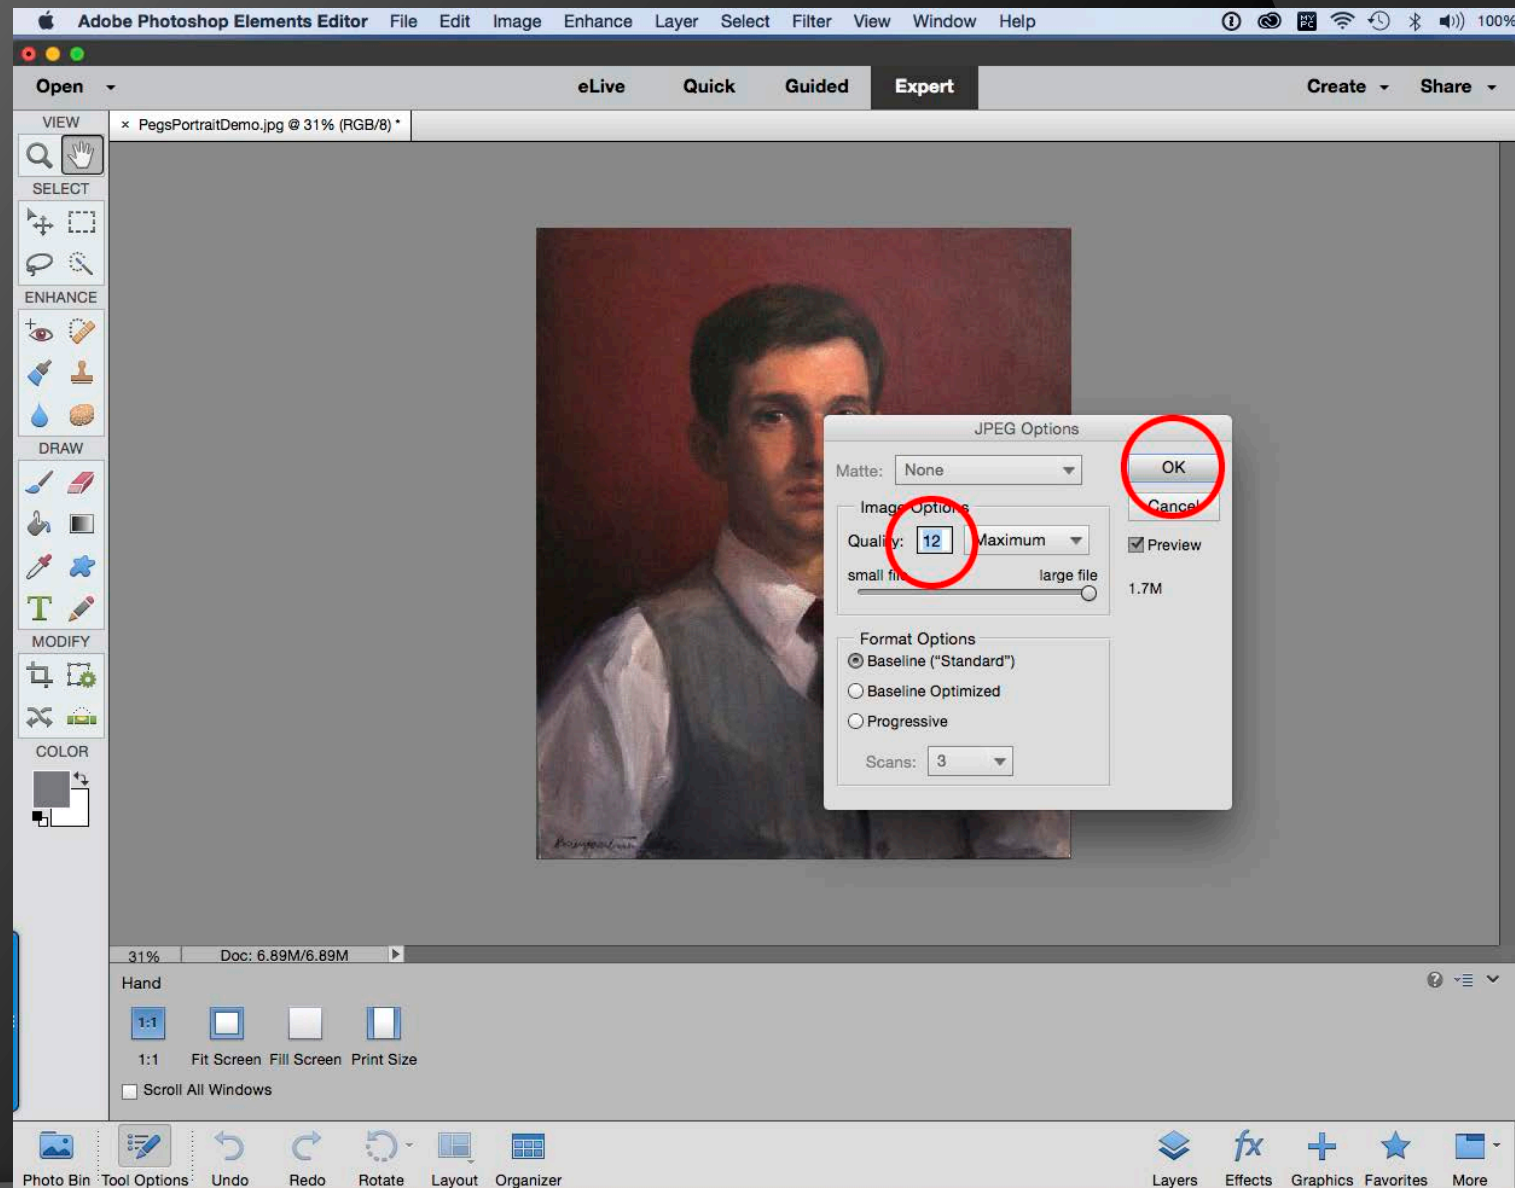 Adobe Photoshop Elements Editor File Edit Image Enhance Layer Select Filter View Window Help 100%
Open eLive Quick Guided Expert Create Share
VIEW
× PegsPortraitDemo.jpg @ 31% (RGB/8) *
SELECT
ENHANCE
DRAW
T
MODIFY
COLOR
JPEG Options
Matte: None
OK
Image Options
Cancel
Quality: 12 Maximum
Preview
small file large file
1.7M
Format Options
Baseline (“Standard”)
Baseline Optimized
Progressive
Scans: 3
31% Doc: 6.89M/6.89M
Hand
1:1
1:1 Fit Screen Fill Screen Print Size
Scroll All Windows
fx
Photo Bin Tool Options Undo Redo Rotate Layout Organizer Layers Effects Graphics Favorites More